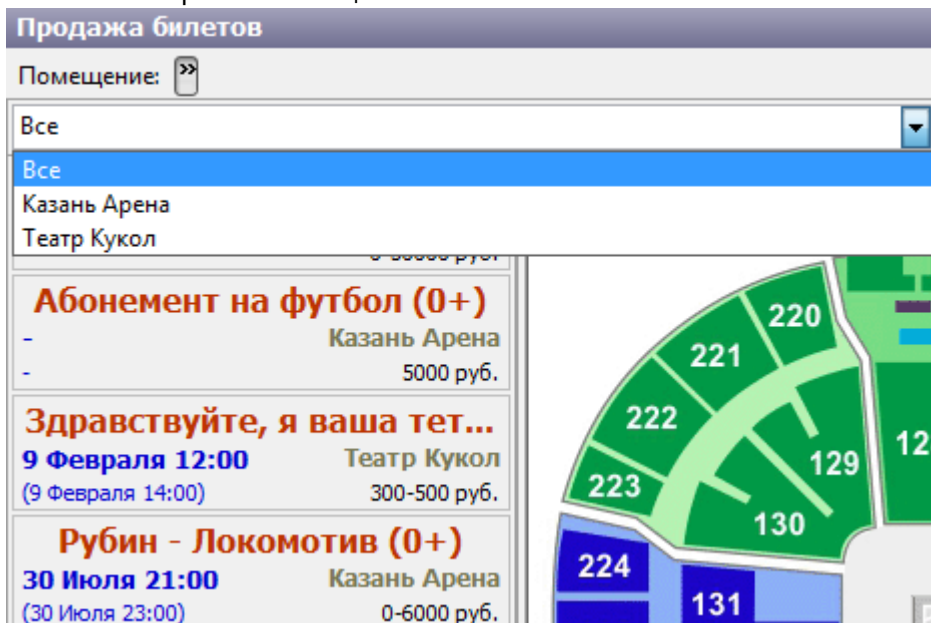 Продажа билетов
Помещение: »
Все
Все
Казань Арена
Театр Кукол
Абонемент на футбол (0+)
- Казань Арена
- 5000 руб.
Здравствуйте, я ваша тет...
9 Февраля 12:00 Театр Кукол
(9 Февраля 14:00) 300-500 руб.
Рубин - Локомотив (0+)
30 Июля 21:00 Казань Арена
(30 Июля 23:00) 0-6000 руб.
220
221
222
129
223
130
224
131